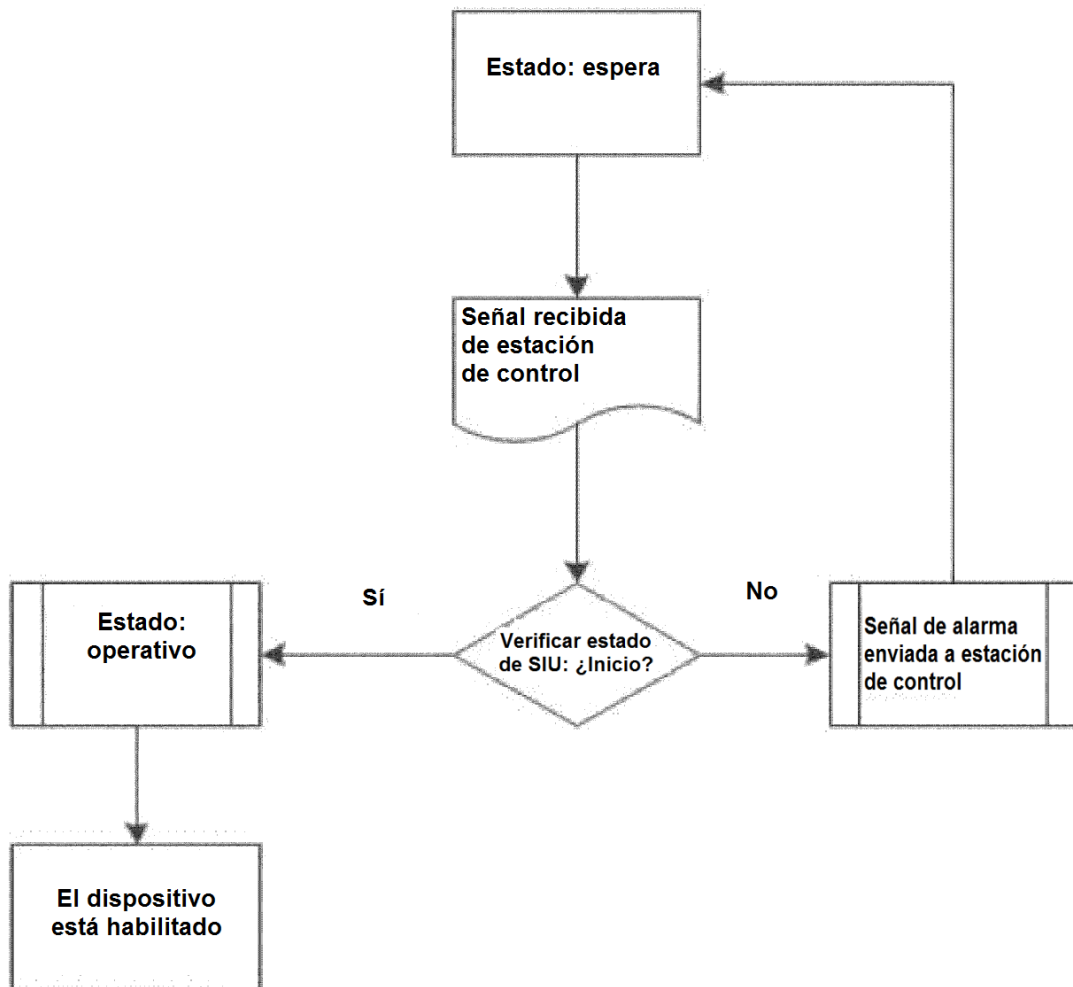 Estado: espera
Señal recibida
de estación
de control
Sí
No
Estado:
operativo
Verificar estado
de SIU: ¿Inicio?
Señal de alarma
enviada a estación
de control
El dispositivo
está habilitado